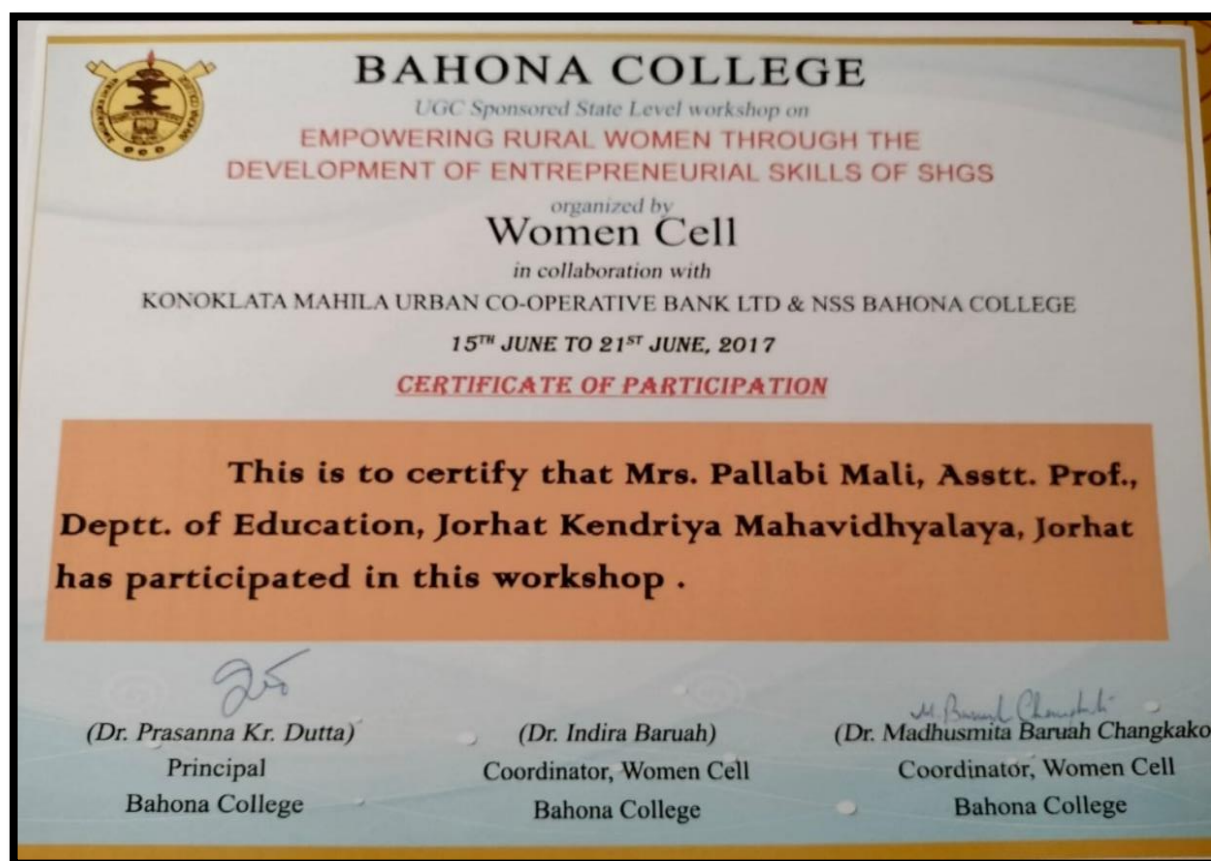 BAHONA COLLEGE
UGC Sponsored State Level workshop on
EMPOWERING RURAL WOMEN THROUGH THE
DEVELOPMENT OF ENTREPRENEURIAL SKILLS OF SHGS
organized by
Women Cell
in collaboration with
KONOKLATA MAHILA URBAN CO-OPERATIVE BANK LTD & NSS BAHONA COLLEGE
15TH JUNE TO 21ST JUNE, 2017
CERTIFICATE OF PARTICIPATION
This is to certify that Mrs. Pallabi Mali, Asstt. Prof.,
Deptt. of Education, Jorhat Kendriya Mahavidhyalaya, Jorhat
has participated in this workshop .
(Dr. Prasanna Kr. Dutta) (Dr. Indira Baruah) (Dr. Madhusmita Baruah Changkako
Principal Coordinator, Women Cell Coordinator, Women Cell
Bahona College Bahona College Bahona College